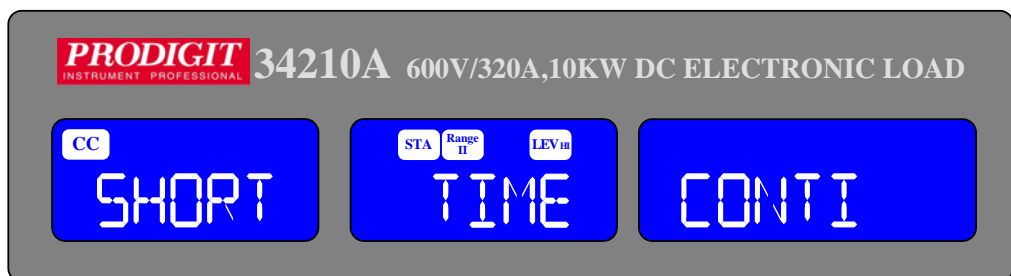 PRODIGIT
INSTRUMENT PROFESSIONAL
34210A 600V/320A,10KW DC ELECTRONIC LOAD
CC
SHORT
STA Range II LEV HI
TIME
CONTI